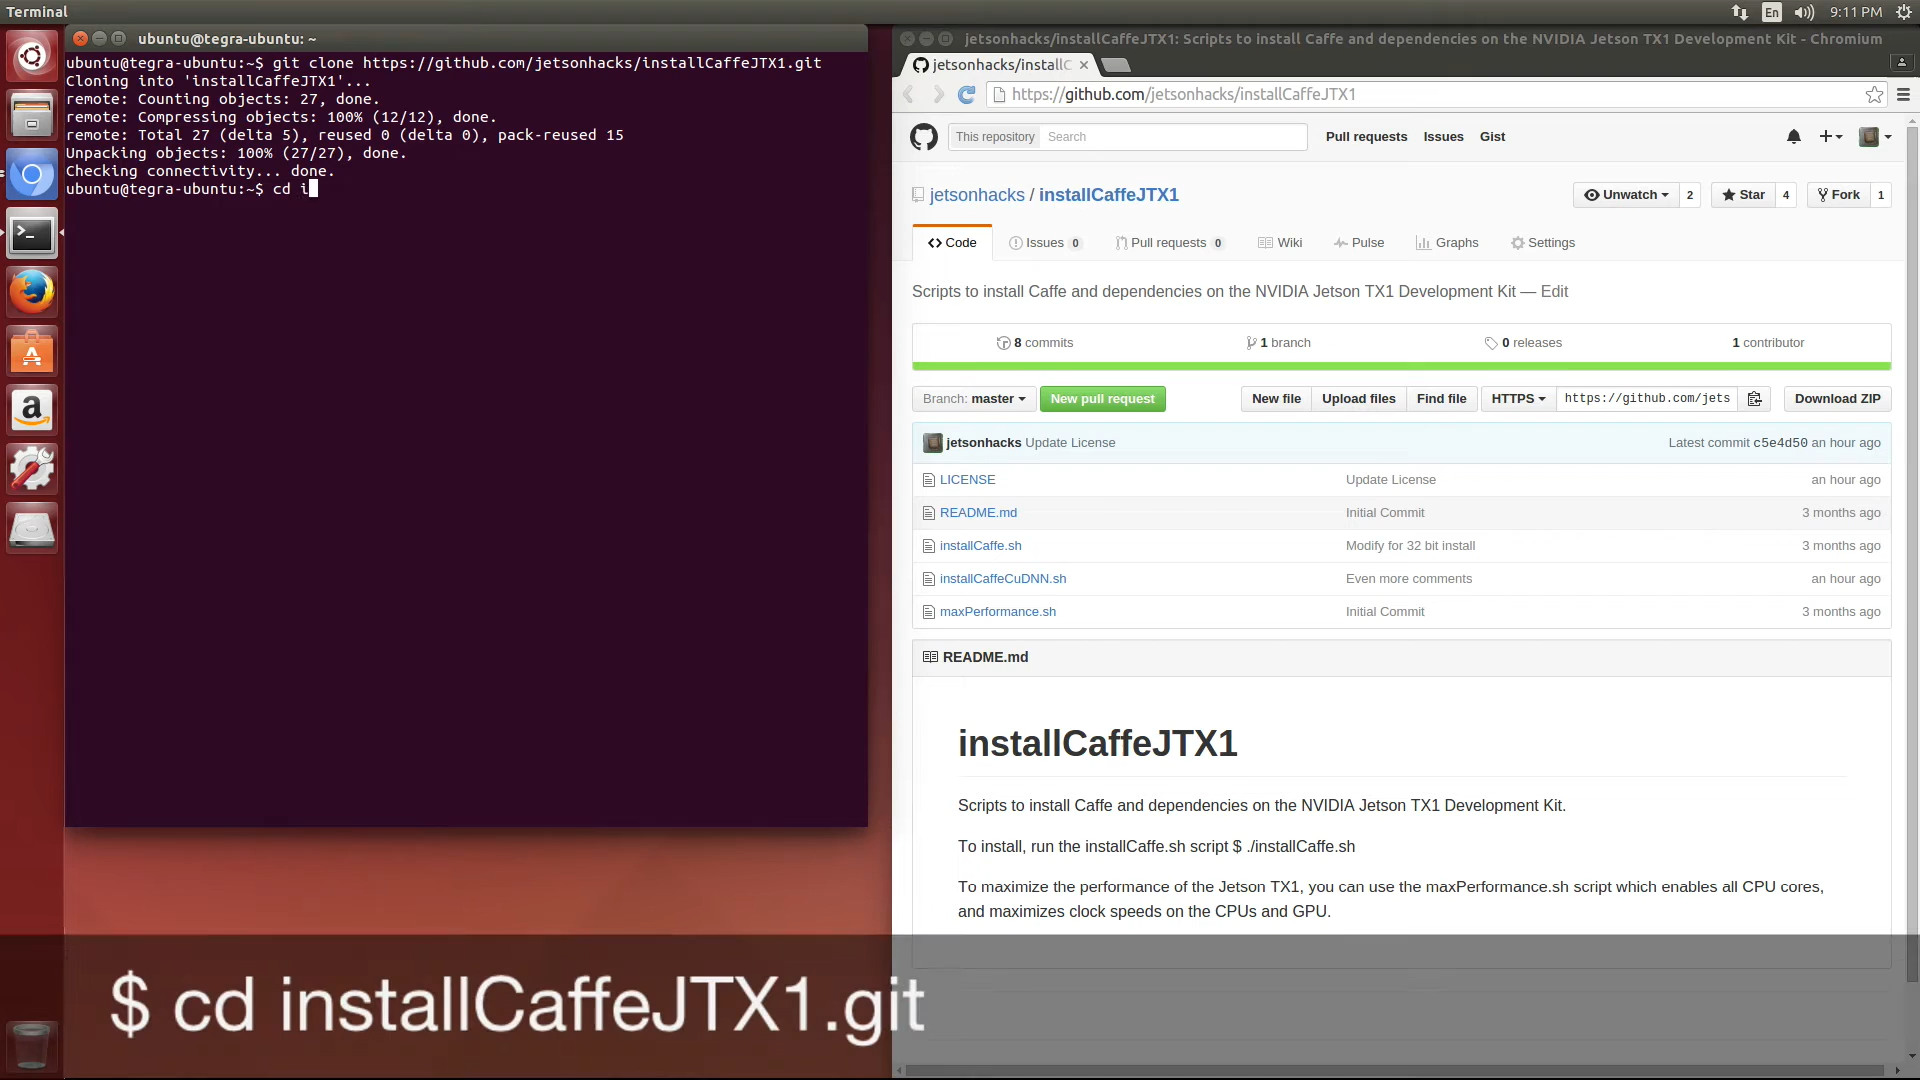 Terminal
En
9:11 PM
ubuntu@tegra-ubuntu: ~
ubuntu@tegra-ubuntu:~$ git clone https://github.com/jetsonhacks/installCaffeJTX1.git
Cloning into 'installCaffeJTX1'...
remote: Counting objects: 27, done.
remote: Compressing objects: 100% (12/12), done.
remote: Total 27 (delta 5), reused 0 (delta 0), pack-reused 15
Unpacking objects: 100% (27/27), done.
Checking connectivity... done.
ubuntu@tegra-ubuntu:~$ cd i
jetsonhacks/installCaffeJTX1: Scripts to install Caffe and dependencies on the NVIDIA Jetson TX1 Development Kit - Chromium
jetsonhacks/installC
https://github.com/jetsonhacks/installCaffeJTX1
This repository Search Pull requests Issues Gist
jetsonhacks / installCaffeJTX1 Unwatch 2 Star 4 Fork 1
Code Issues 0 Pull requests 0 Wiki Pulse Graphs Settings
Scripts to install Caffe and dependencies on the NVIDIA Jetson TX1 Development Kit — Edit
8 commits 1 branch 0 releases 1 contributor
Branch: master New pull request New file Upload files Find file HTTPS https://github.com/jets Download ZIP
jetsonhacks Update License Latest commit c5e4d50 an hour ago
LICENSE Update License an hour ago
README.md Initial Commit 3 months ago
installCaffe.sh Modify for 32 bit install 3 months ago
installCaffeCuDNN.sh Even more comments an hour ago
maxPerformance.sh Initial Commit 3 months ago
README.md
installCaffeJTX1
Scripts to install Caffe and dependencies on the NVIDIA Jetson TX1 Development Kit.
To install, run the installCaffe.sh script $ ./installCaffe.sh
To maximize the performance of the Jetson TX1, you can use the maxPerformance.sh script which enables all CPU cores,
and maximizes clock speeds on the CPUs and GPU.
$ cd installCaffeJTX1.git